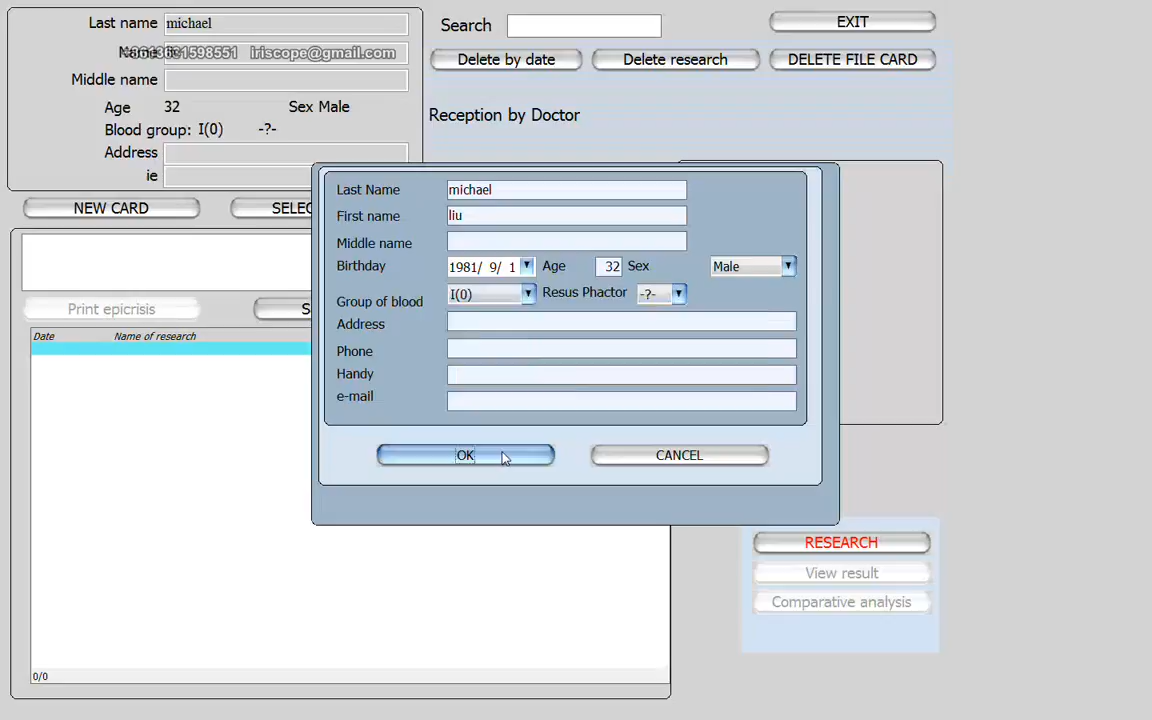 Last name michael
Search
EXIT
Name
iriscope@gmail.com
Delete by date
Delete research
DELETE FILE CARD
Middle name
Age 32 Sex Male
Blood group: I(0) -?-
Reception by Doctor
Address
ie
NEW CARD
SELEC
Last Name michael
First name liu
Middle name
Birthday 1981/ 9/ 1 Age 32 Sex Male
Group of blood I(0) Resus Phactor -?-
Address
Phone
Handy
e-mail
OK
CANCEL
Print epicrisis
S
Date Name of research
RESEARCH
View result
Comparative analysis
0/0